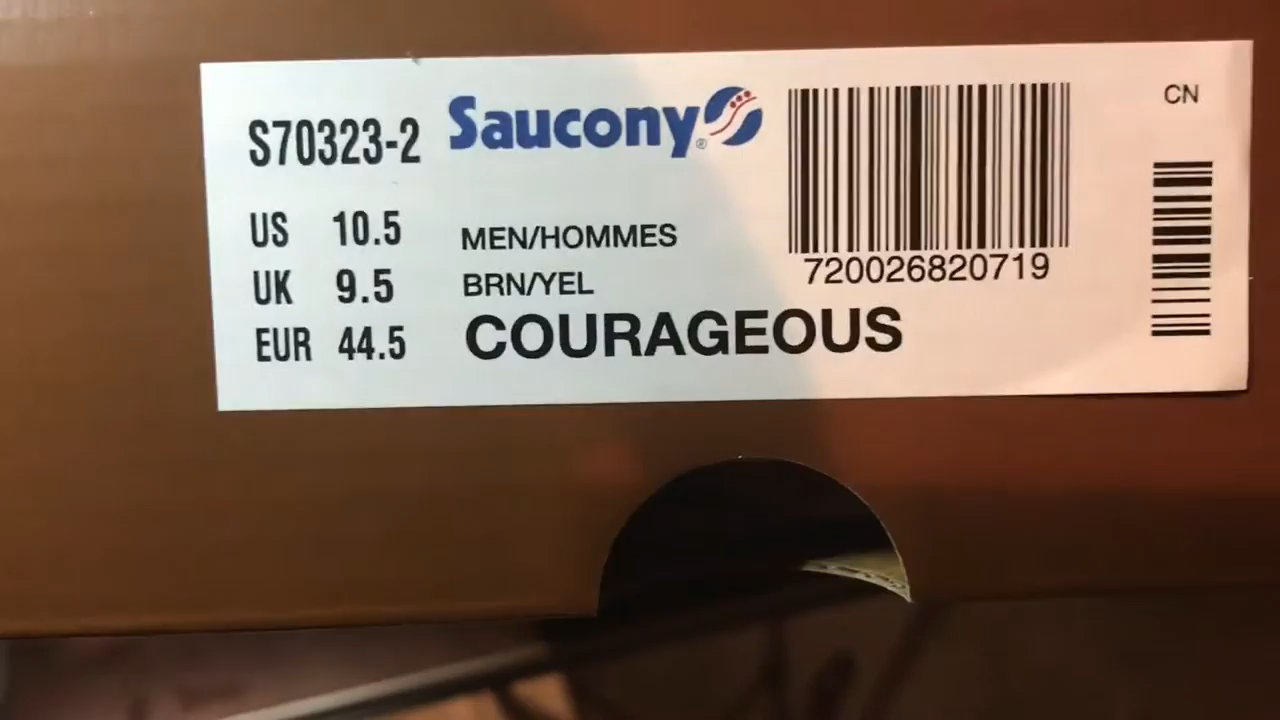 S70323-2
Saucony®
CN
US 10.5
UK 9.5
EUR 44.5
MEN/HOMMES
BRN/YEL
COURAGEOUS
720026820719